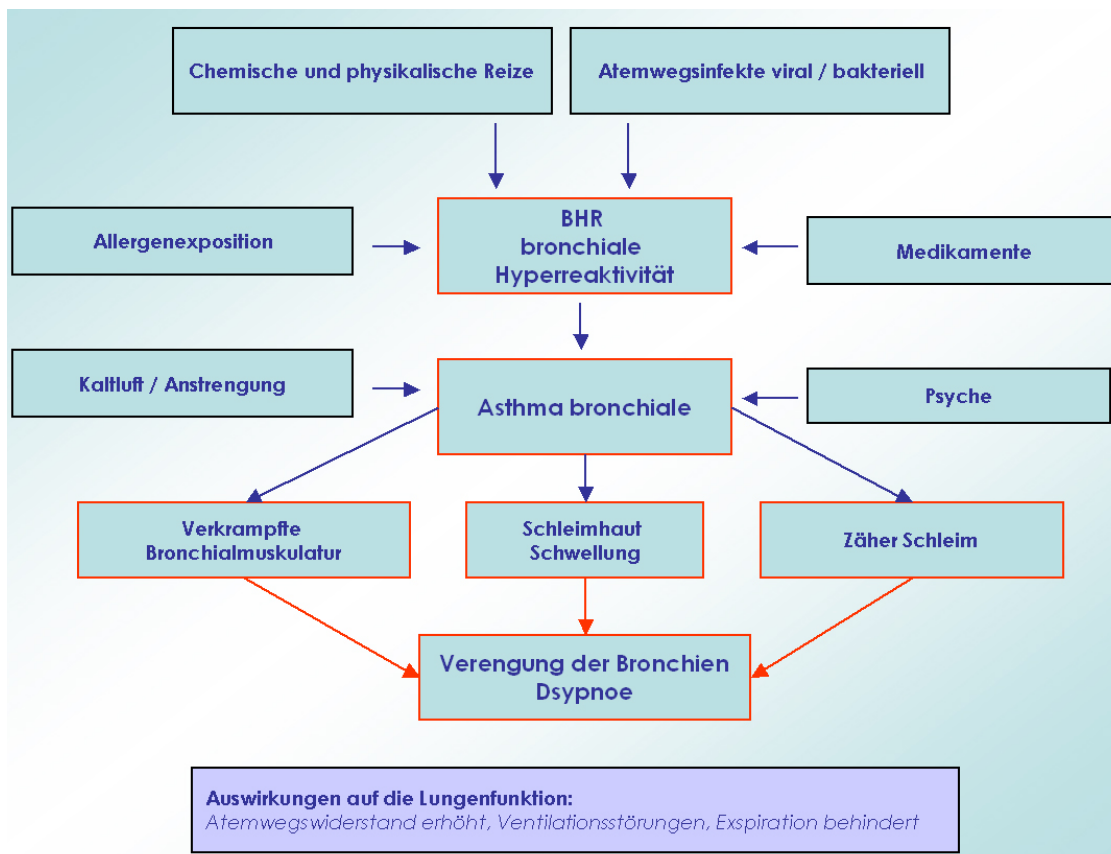 Chemische und physikalische Reize
Atemwegsinfekte viral / bakteriell
Allergenexposition
BHR
bronchiale
Hyperreaktivität
Medikamente
Kaltluft / Anstrengung
Asthma bronchiale
Psyche
Verkrampfte
Bronchialmuskulatur
Schleimhaut
Schwellung
Zäher Schleim
Verengung der Bronchien
Dsypnoe
Auswirkungen auf die Lungenfunktion:
Atemwegswiderstand erhöht, Ventilationsstörungen, Exspiration behindert